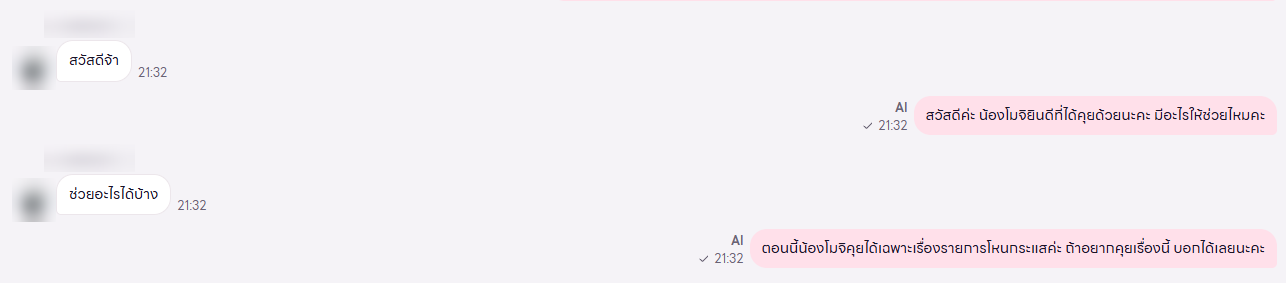 สวัสดีจ้า
21:32
AI
สวัสดีค่ะ น้องโมจิยินดีที่ได้คุยด้วยนะคะ มีอะไรให้ช่วยไหมคะ
✓ 21:32
ช่วยอะไรได้บ้าง
21:32
AI
ตอนนี้น้องโมจิคุยได้เฉพาะเรื่องรายการโหนกระแสค่ะ ถ้าอยากคุยเรื่องนี้ บอกได้เลยนะคะ
✓ 21:32